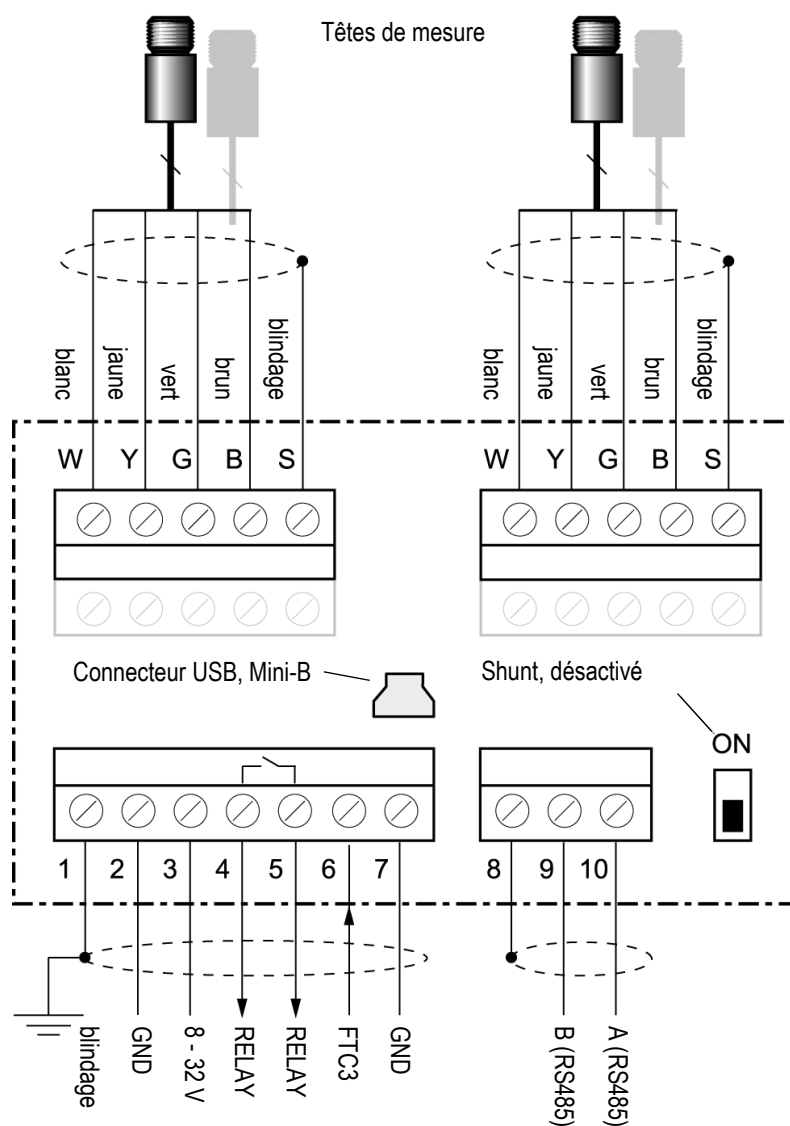 Têtes de mesure
blanc
jaune
vert
brun
blindage
blanc
jaune
vert
brun
blindage
W Y G B S
W Y G B S
Connecteur USB, Mini-B
Shunt, désactivé
ON
1 2 3 4 5 6 7
8 9 10
blindage
GND
8 - 32 V
RELAY
RELAY
FTC3
GND
B (RS485)
A (RS485)